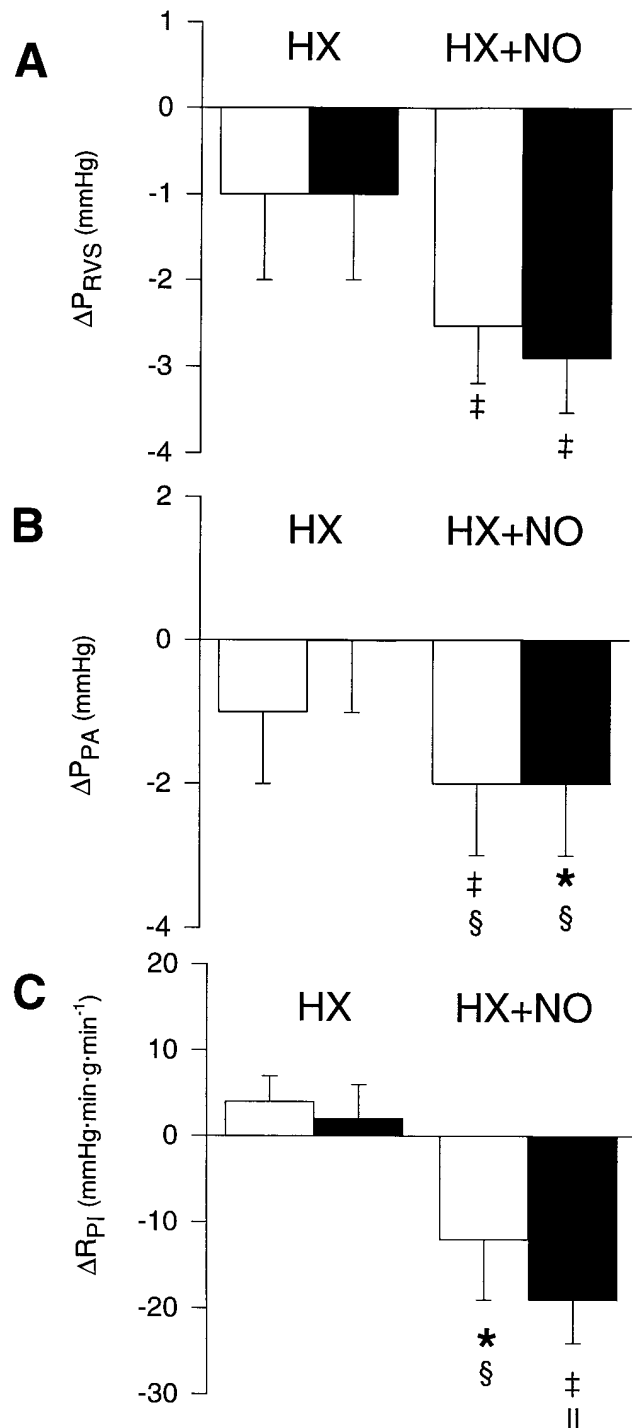 A
HX HX+NO
ΔP_RVS (mmHg)
1
0
-1
-2
-3
-4
‡
‡
B
HX HX+NO
ΔP_PA (mmHg)
2
0
-2
-4
‡ *
§ §
C
HX HX+NO
ΔR_PI (mmHg·min·g·min⁻¹)
20
10
0
-10
-20
-30
*
§
‡
||